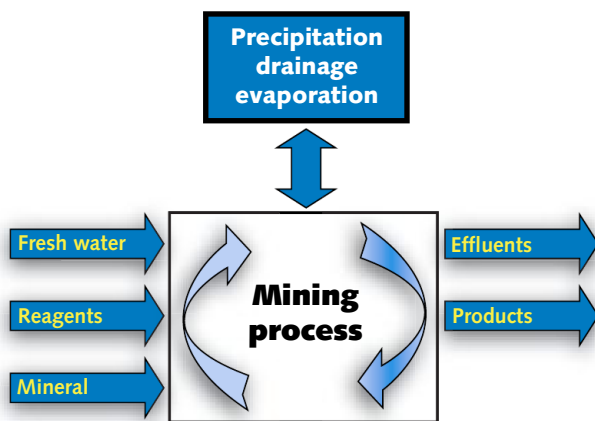 Precipitation
drainage
evaporation
Fresh water
Reagents
Mineral
Mining
process
Effluents
Products